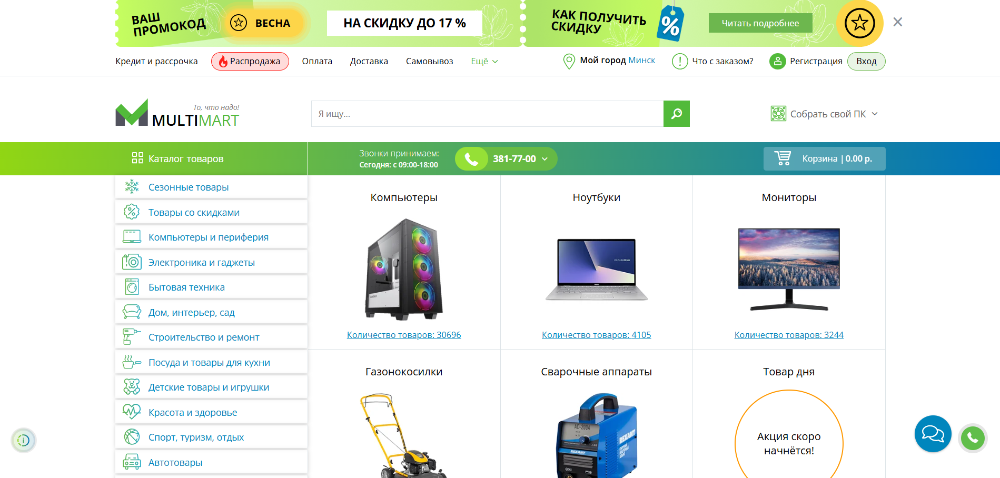 ВАШ
ПРОМОКОД
ВЕСНА
НА СКИДКУ ДО 17 %
КАК ПОЛУЧИТЬ
СКИДКУ
%
Читать подробнее
Кредит и рассрочка
Распродажа
Оплата
Доставка
Самовывоз
Ещё
Мой город Минск
Что с заказом?
Регистрация
Вход
То, что надо!
MULTIMART
Я ищу...
Собрать свой ПК
Каталог товаров
Звонки принимаем:
Сегодня: с 09:00-18:00
381-77-00
Корзина | 0.00 р.
Сезонные товары
Товары со скидками
Компьютеры и периферия
Электроника и гаджеты
Бытовая техника
Дом, интерьер, сад
Строительство и ремонт
Посуда и товары для кухни
Детские товары и игрушки
Красота и здоровье
Спорт, туризм, отдых
Автотовары
Компьютеры
Количество товаров: 30696
Ноутбуки
ASUS ZenBook
Количество товаров: 4105
Мониторы
Количество товаров: 3244
Газонокосилки
Сварочные аппараты
AC-200A
REXANT
REXANT
Товар дня
Акция скоро
начнётся!